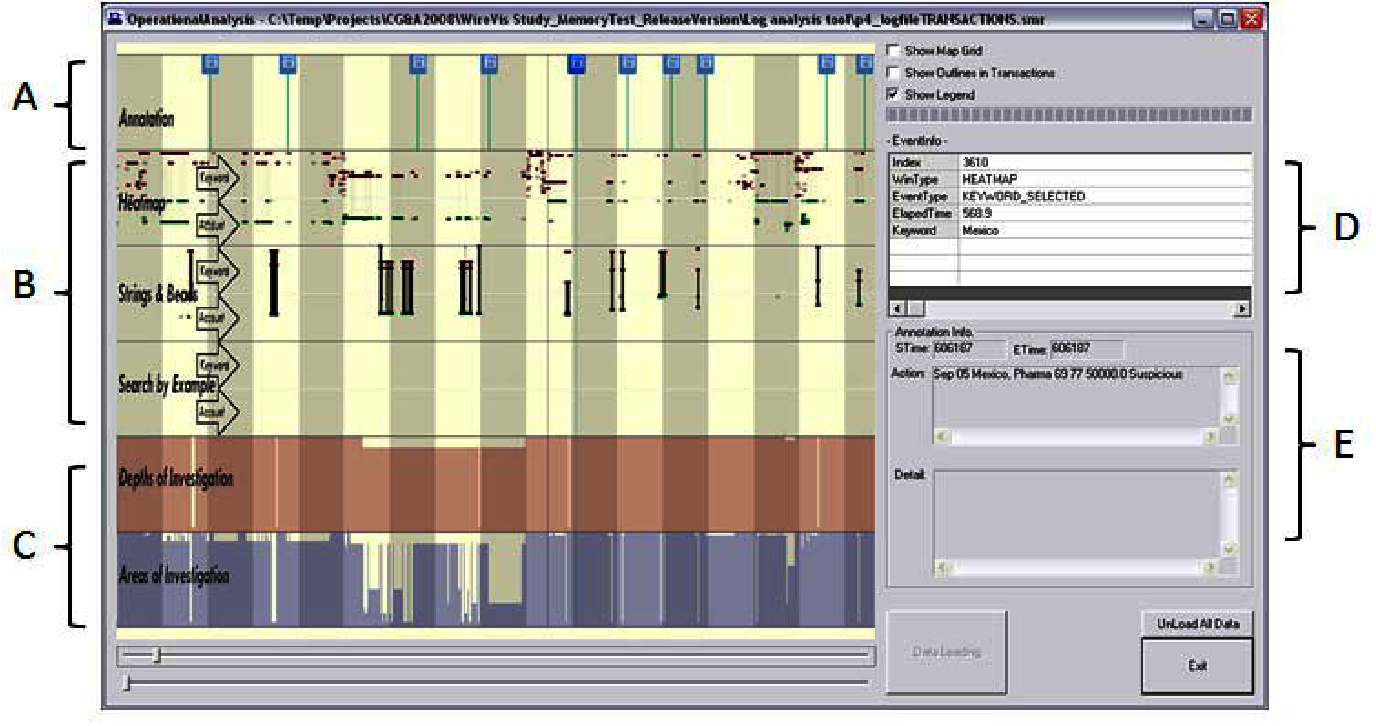 OperationalAnalysis - C:\Temp\Projects\CG&A2008\WireVis Study_MemoryTest_ReleaseVersion\Log analysis tool\p4_logfileTRANSACTIONS.smr
A
B
C
Annotation
Heatmap
Keyword
Account
Strings & Beads
Keyword
Account
Search by Example
Keyword
Account
Depths of Investigation
Areas of Investigation
Show Map Grid
Show Outlines in Transactions
Show Legend
- EventInfo -
Index 3610
WinType HEATMAP
EventType KEYWORD_SELECTED
ElapedTime 568.9
Keyword Mexico
Annotation Info.
STime: 606187 ETime: 606187
Action: Sep 05 Mexico, Pharma 69 77 50000.0 Suspicious
Detail:
Data Loading
UnLoad All Data
Exit
D
E